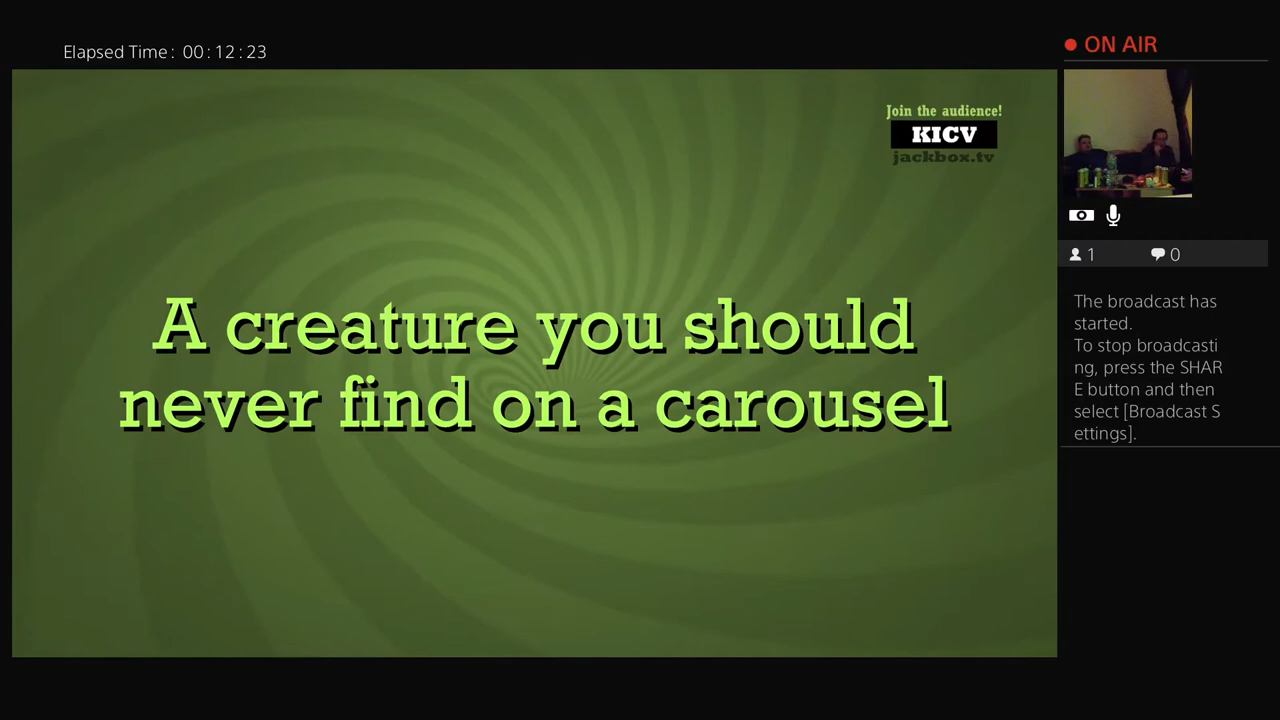 Elapsed Time: 00:12:23
ON AIR
Join the audience!
KICV
jackbox.tv
1
0
A creature you should
never find on a carousel
The broadcast has
started.
To stop broadcasti
ng, press the SHAR
E button and then
select [Broadcast S
ettings].